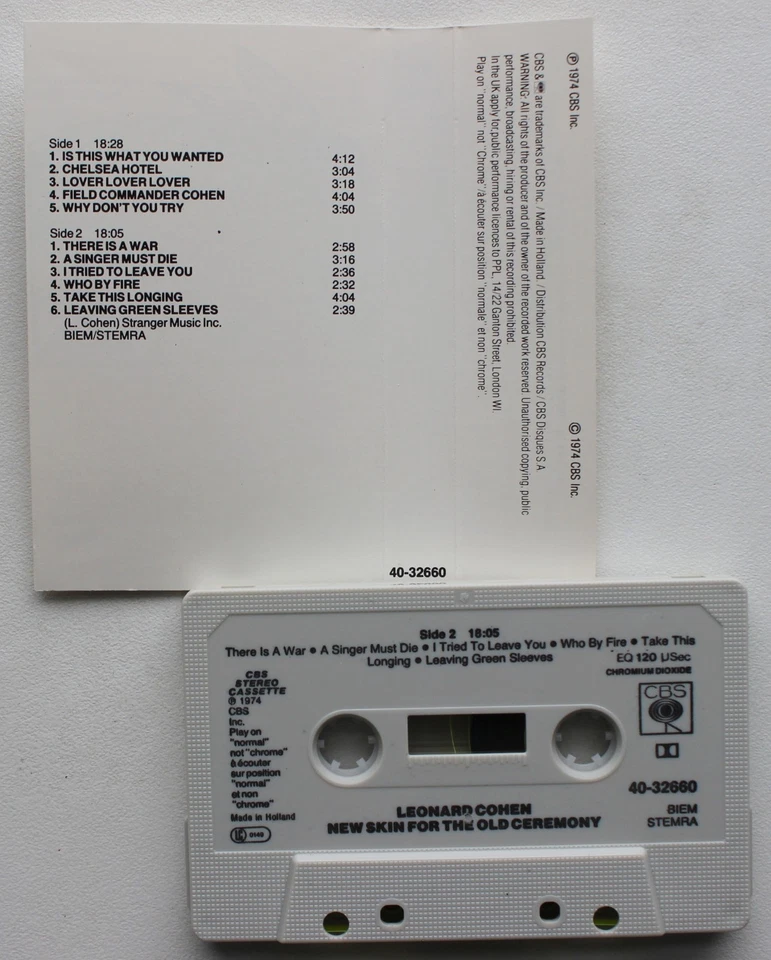 Side 1 18:28
1. IS THIS WHAT YOU WANTED 4:12
2. CHELSEA HOTEL 3:04
3. LOVER LOVER LOVER 3:18
4. FIELD COMMANDER COHEN 4:04
5. WHY DON'T YOU TRY 3:50
Side 2 18:05
1. THERE IS A WAR 2:58
2. A SINGER MUST DIE 3:16
3. I TRIED TO LEAVE YOU 2:36
4. WHO BY FIRE 2:32
5. TAKE THIS LONGING 4:04
6. LEAVING GREEN SLEEVES 2:39
(L. Cohen) Stranger Music Inc.
BIEM/STEMRA
℗ 1974 CBS Inc. © 1974 CBS Inc.
CBS & are trademarks of CBS Inc. / Made in Holland / Distribution CBS Records / CBS Disques S.A.
WARNING: All rights of the producer and of the owner of the recorded work reserved. Unauthorised copying, public
performance, broadcasting, hiring or rental of this recording prohibited.
In the UK apply for public performance licences to PPL, 14/22 Ganton Street, London WI.
Play on "normal" not "Chrome"/à écouter sur position "normale" et non "chrome".
40-32660
Side 2 18:05
There Is A War ● A Singer Must Die ● I Tried To Leave You ● Who By Fire ● Take This
Longing ● Leaving Green Sleeves
EQ 120 µSec
CHROMIUM DIOXIDE
CBS
STEREO
CASSETTE
℗ 1974
CBS
Inc.
Play on
"normal"
not "chrome"
à écouter
sur position
"normal"
et non
"chrome"
Made in Holland
LC 0149
CBS
40-32660
BIEM
STEMRA
LEONARD COHEN
NEW SKIN FOR THE OLD CEREMONY